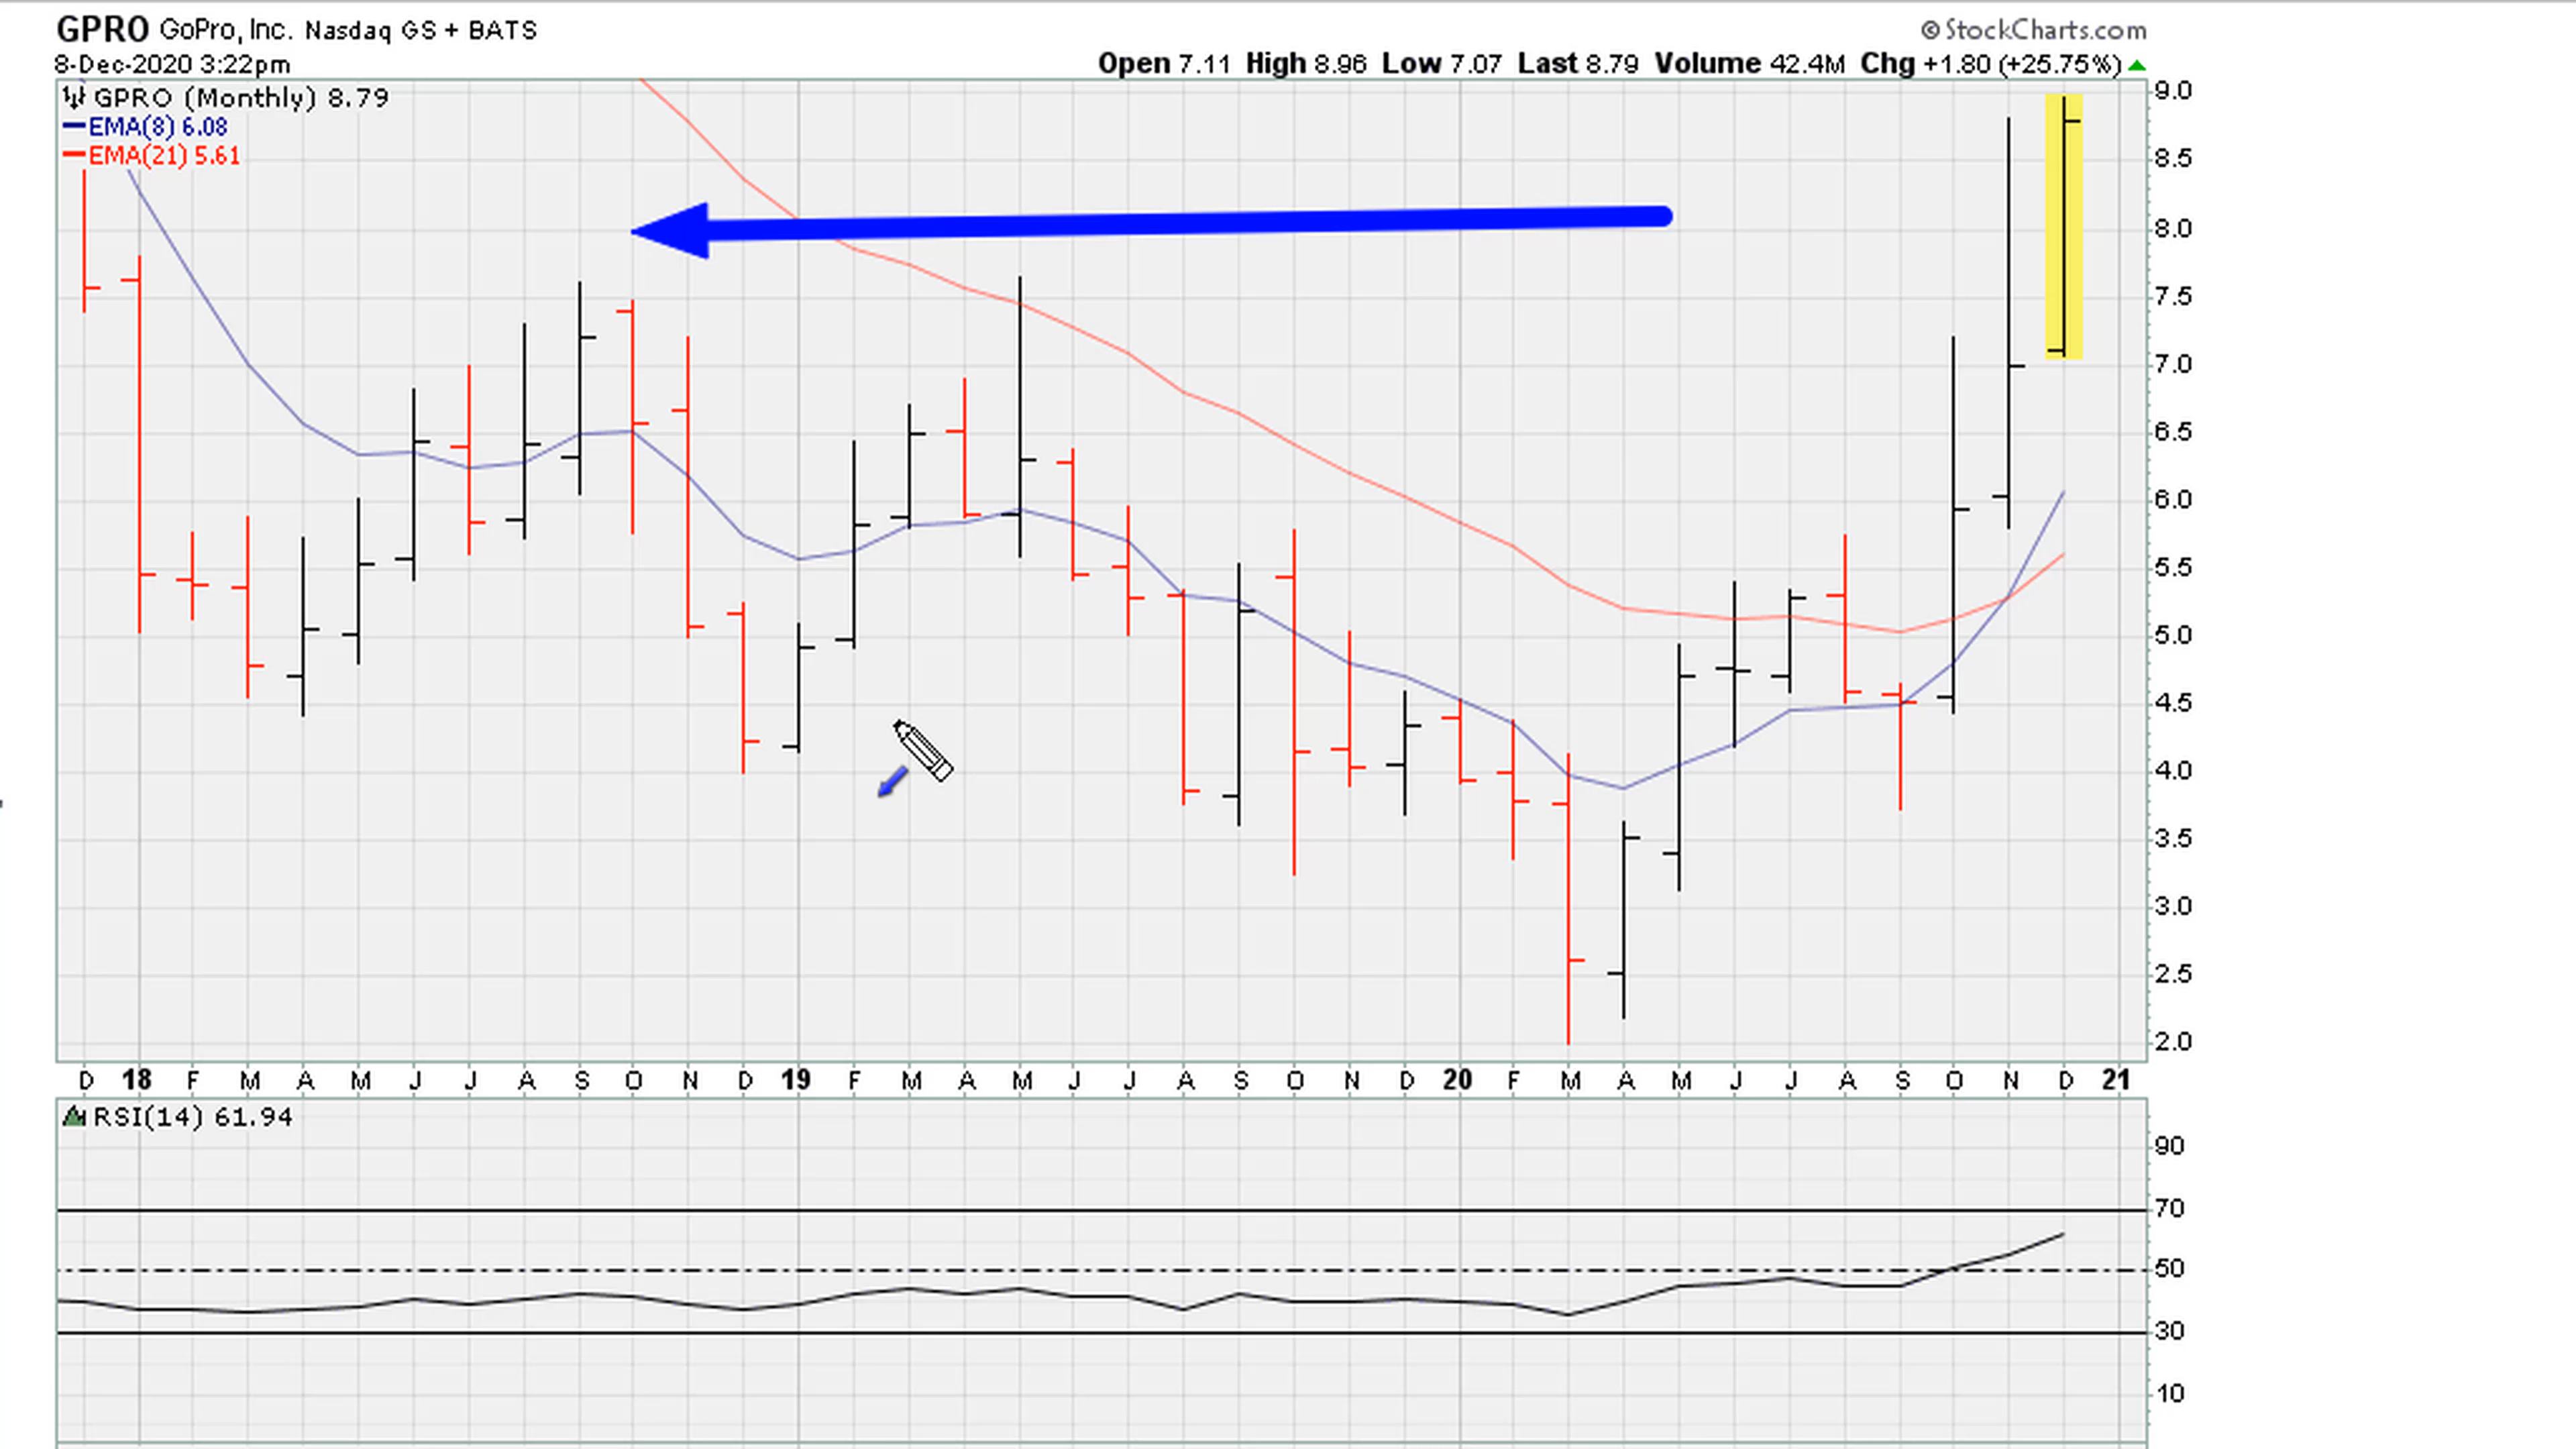 GPRO GoPro, Inc. Nasdaq GS + BATS
© StockCharts.com
8-Dec-2020 3:22pm
Open 7.11 High 8.96 Low 7.07 Last 8.79 Volume 42.4M Chg +1.80 (+25.75%)
GPRO (Monthly) 8.79
EMA(8) 6.08
EMA(21) 5.61
9.0
8.5
8.0
7.5
7.0
6.5
6.0
5.5
5.0
4.5
4.0
3.5
3.0
2.5
2.0
D 18 F M A M J J A S O N D 19 F M A M J J A S O N D 20 F M A M J J A S O N D 21
RSI(14) 61.94
90
70
50
30
10